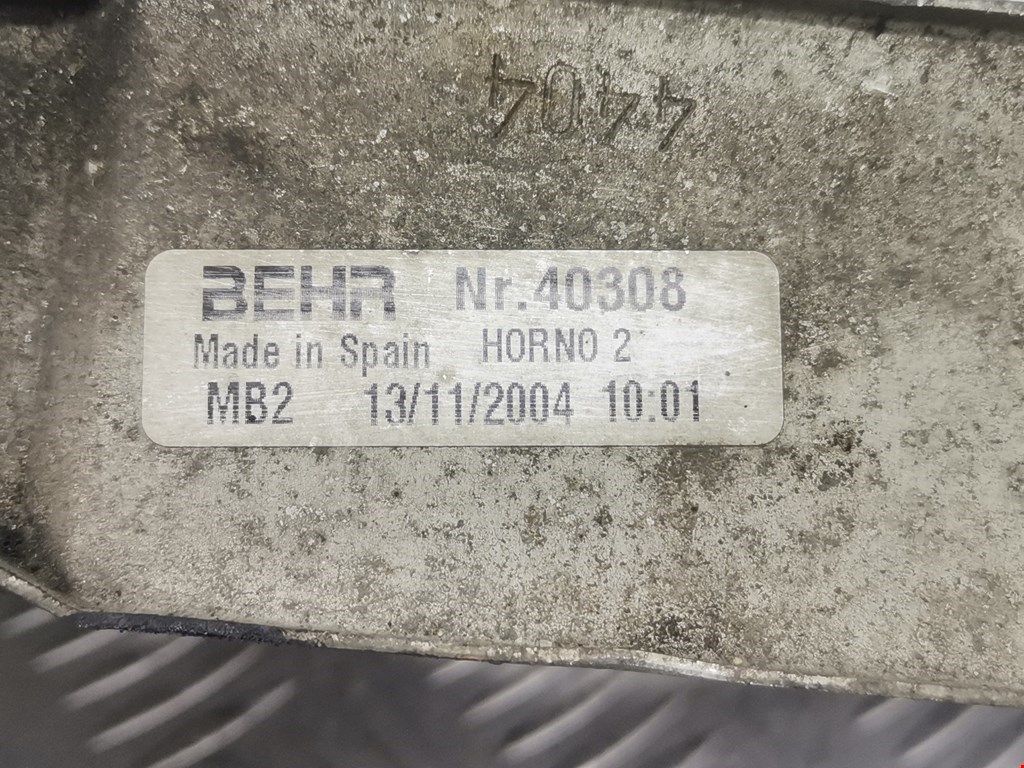 4404
BEHR Nr.40308
Made in Spain HORNO 2
MB2 13/11/2004 10:01